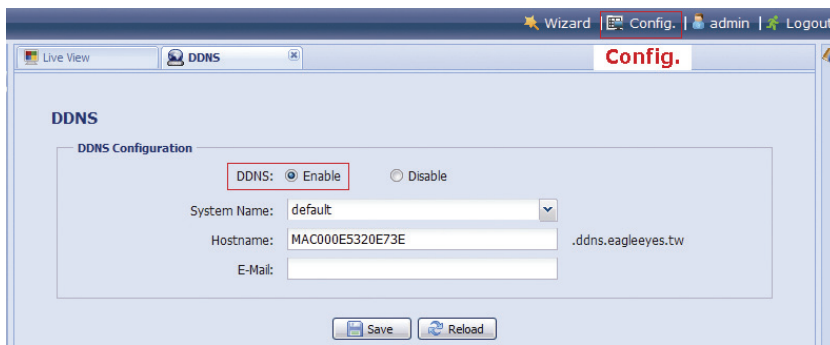 Wizard | Config. | admin | Logout
Live View DDNS
Config.
DDNS
DDNS Configuration
DDNS: Enable Disable
System Name: default
Hostname: MAC000E5320E73E .ddns.eagleeyes.tw
E-Mail:
Save Reload